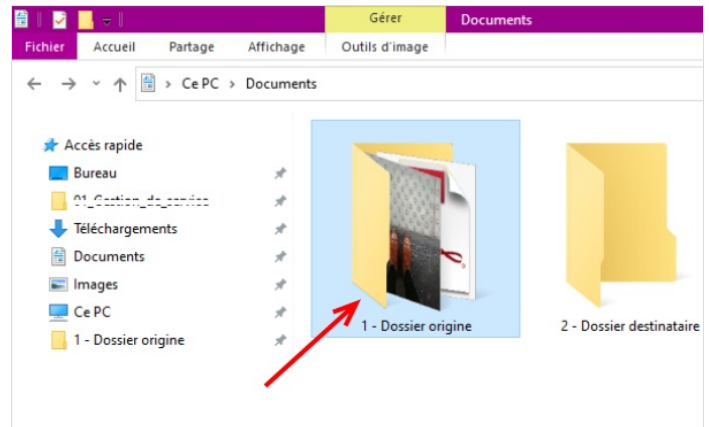 Gérer
Documents
Fichier
Accueil
Partage
Affichage
Outils d'image
Ce PC
Documents
Accès rapide
Bureau
Téléchargements
Documents
Images
Ce PC
1 - Dossier origine
1 - Dossier origine
2 - Dossier destinataire